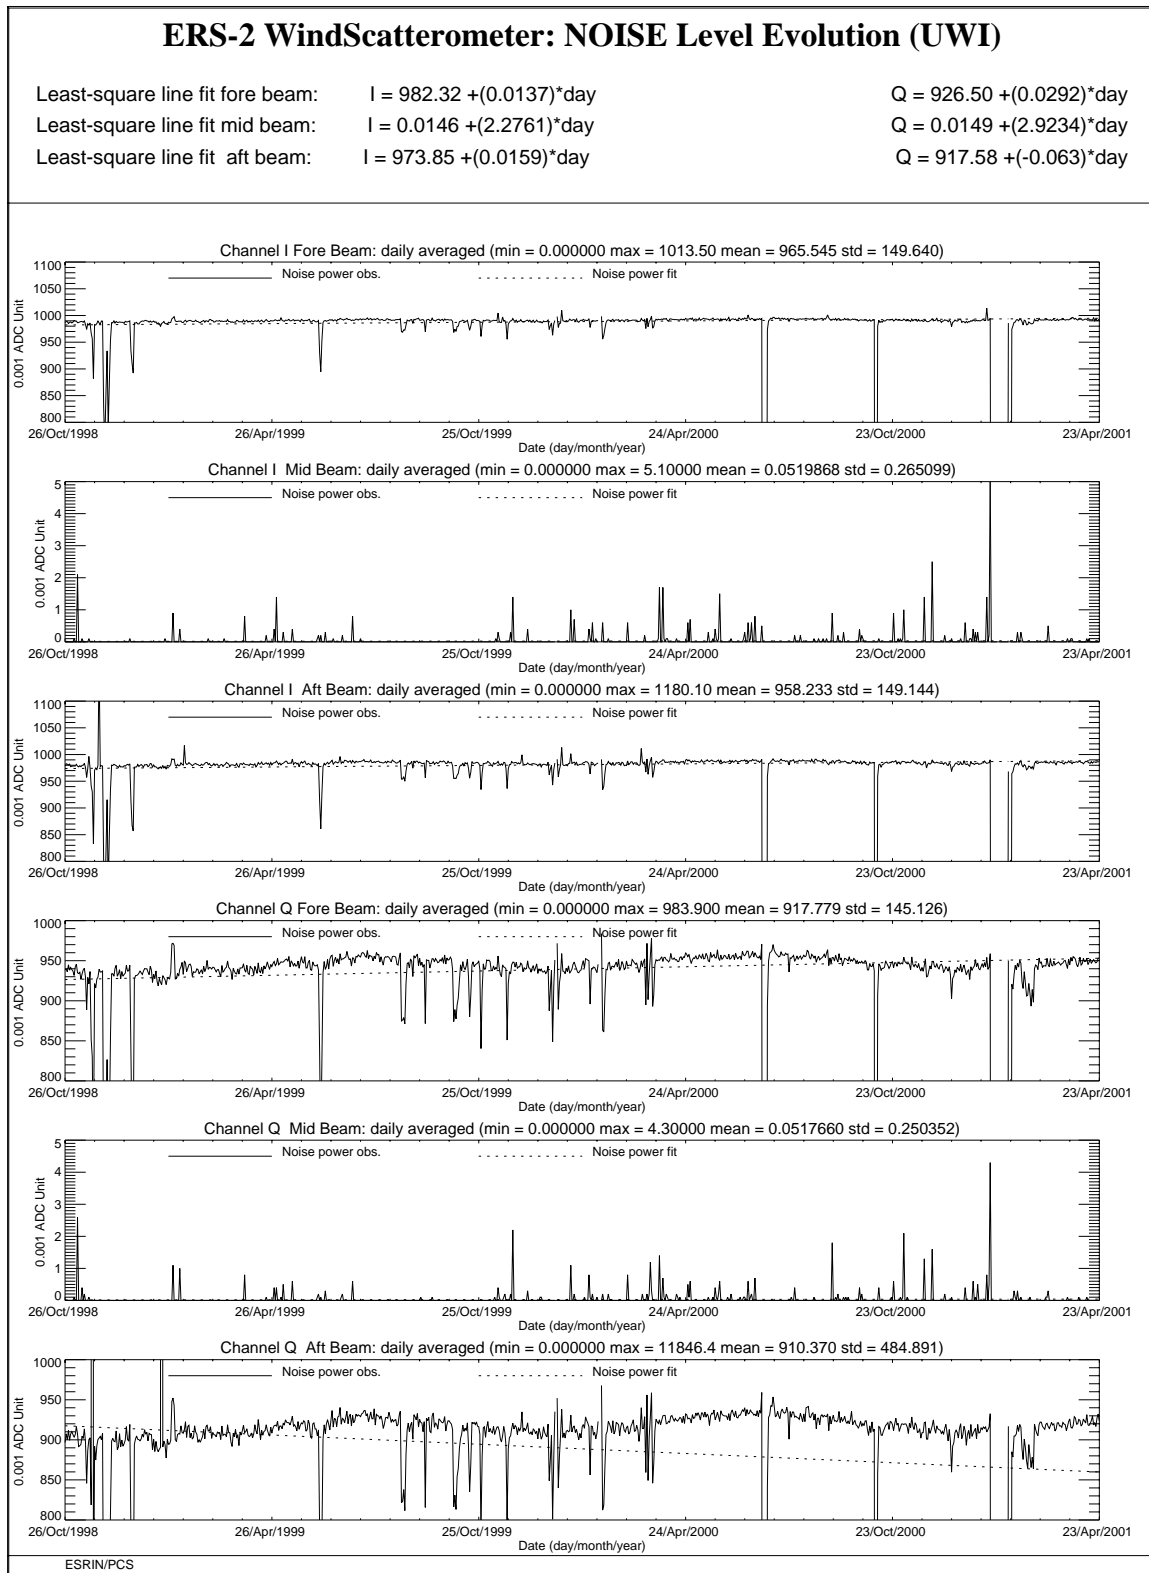 ERS-2 WindScatterometer: NOISE Level Evolution (UWI)
Least-square line fit fore beam: I = 982.32 +(0.0137)*day Q = 926.50 +(0.0292)*day
Least-square line fit mid beam: I = 0.0146 +(2.2761)*day Q = 0.0149 +(2.9234)*day
Least-square line fit aft beam: I = 973.85 +(0.0159)*day Q = 917.58 +(-0.063)*day
Channel I Fore Beam: daily averaged (min = 0.000000 max = 1013.50 mean = 965.545 std = 149.640)
Noise power obs. Noise power fit
0.001 ADC Unit
1100
1050
1000
950
900
850
800
26/Oct/1998 26/Apr/1999 25/Oct/1999 24/Apr/2000 23/Oct/2000 23/Apr/2001
Date (day/month/year)
Channel I Mid Beam: daily averaged (min = 0.000000 max = 5.10000 mean = 0.0519868 std = 0.265099)
Noise power obs. Noise power fit
0.001 ADC Unit
5
4
3
2
1
0
26/Oct/1998 26/Apr/1999 25/Oct/1999 24/Apr/2000 23/Oct/2000 23/Apr/2001
Date (day/month/year)
Channel I Aft Beam: daily averaged (min = 0.000000 max = 1180.10 mean = 958.233 std = 149.144)
Noise power obs. Noise power fit
0.001 ADC Unit
1100
1050
1000
950
900
850
800
26/Oct/1998 26/Apr/1999 25/Oct/1999 24/Apr/2000 23/Oct/2000 23/Apr/2001
Date (day/month/year)
Channel Q Fore Beam: daily averaged (min = 0.000000 max = 983.900 mean = 917.779 std = 145.126)
Noise power obs. Noise power fit
0.001 ADC Unit
1000
950
900
850
800
26/Oct/1998 26/Apr/1999 25/Oct/1999 24/Apr/2000 23/Oct/2000 23/Apr/2001
Date (day/month/year)
Channel Q Mid Beam: daily averaged (min = 0.000000 max = 4.30000 mean = 0.0517660 std = 0.250352)
Noise power obs. Noise power fit
0.001 ADC Unit
5
4
3
2
1
0
26/Oct/1998 26/Apr/1999 25/Oct/1999 24/Apr/2000 23/Oct/2000 23/Apr/2001
Date (day/month/year)
Channel Q Aft Beam: daily averaged (min = 0.000000 max = 11846.4 mean = 910.370 std = 484.891)
Noise power obs. Noise power fit
0.001 ADC Unit
1000
950
900
850
800
26/Oct/1998 26/Apr/1999 25/Oct/1999 24/Apr/2000 23/Oct/2000 23/Apr/2001
Date (day/month/year)
ESRIN/PCS